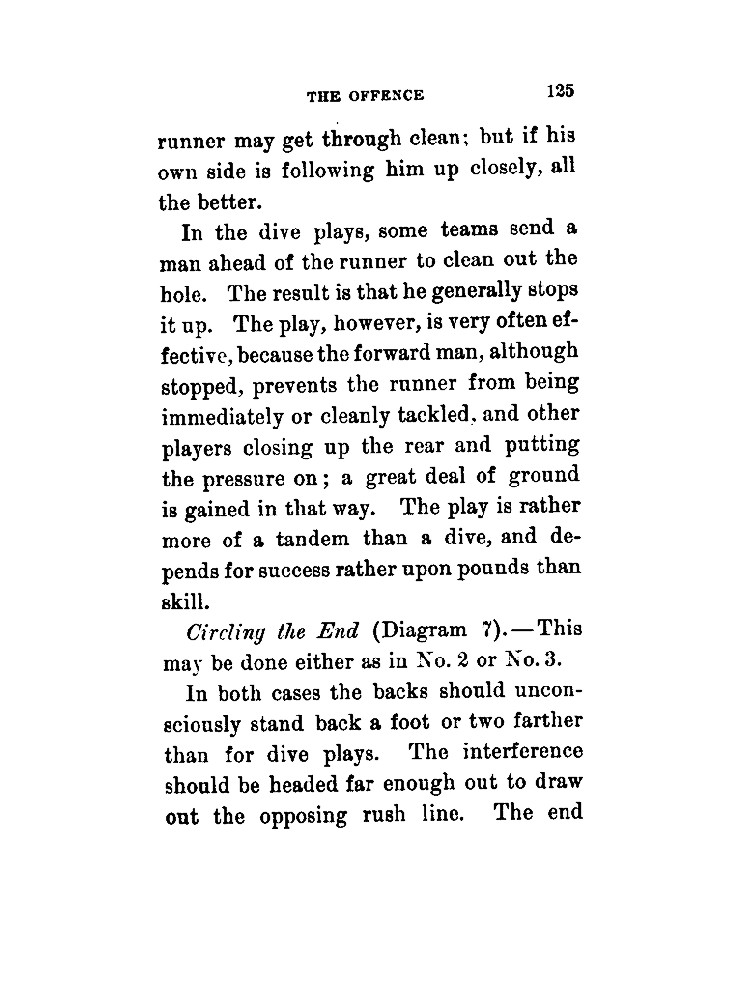 THE OFFENCE 125
runner may get through clean; but if his
own side is following him up closely, all
the better.
In the dive plays, some teams send a
man ahead of the runner to clean out the
hole. The result is that he generally stops
it up. The play, however, is very often ef-
fective, because the forward man, although
stopped, prevents the runner from being
immediately or cleanly tackled, and other
players closing up the rear and putting
the pressure on; a great deal of ground
is gained in that way. The play is rather
more of a tandem than a dive, and de-
pends for success rather upon pounds than
skill.
Circling the End (Diagram 7).—This
may be done either as in No. 2 or No. 3.
In both cases the backs should uncon-
sciously stand back a foot or two farther
than for dive plays. The interference
should be headed far enough out to draw
out the opposing rush line. The end